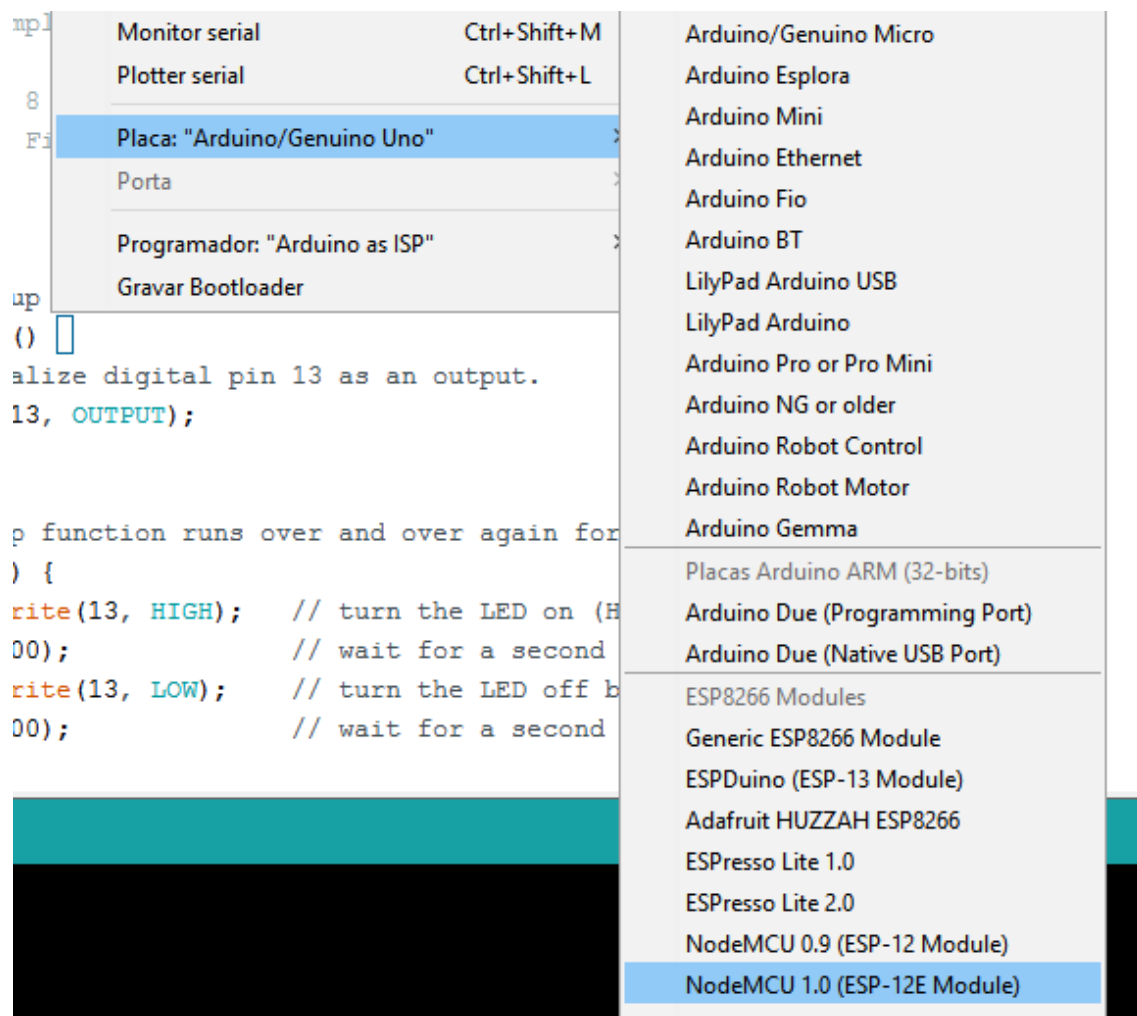 Monitor serial Ctrl+Shift+M
Plotter serial Ctrl+Shift+L
Placa: "Arduino/Genuino Uno"
Porta
Programador: "Arduino as ISP"
Gravar Bootloader
Arduino/Genuino Micro
Arduino Esplora
Arduino Mini
Arduino Ethernet
Arduino Fio
Arduino BT
LilyPad Arduino USB
LilyPad Arduino
Arduino Pro or Pro Mini
Arduino NG or older
Arduino Robot Control
Arduino Robot Motor
Arduino Gemma
Placas Arduino ARM (32-bits)
Arduino Due (Programming Port)
Arduino Due (Native USB Port)
ESP8266 Modules
Generic ESP8266 Module
ESPDuino (ESP-13 Module)
Adafruit HUZZAH ESP8266
ESPresso Lite 1.0
ESPresso Lite 2.0
NodeMCU 0.9 (ESP-12 Module)
NodeMCU 1.0 (ESP-12E Module)
mpl
8
Fi
up
()
alize digital pin 13 as an output.
13, OUTPUT);
p function runs over and over again for
) {
rite(13, HIGH); // turn the LED on (H
00); // wait for a second
rite(13, LOW); // turn the LED off b
00); // wait for a second